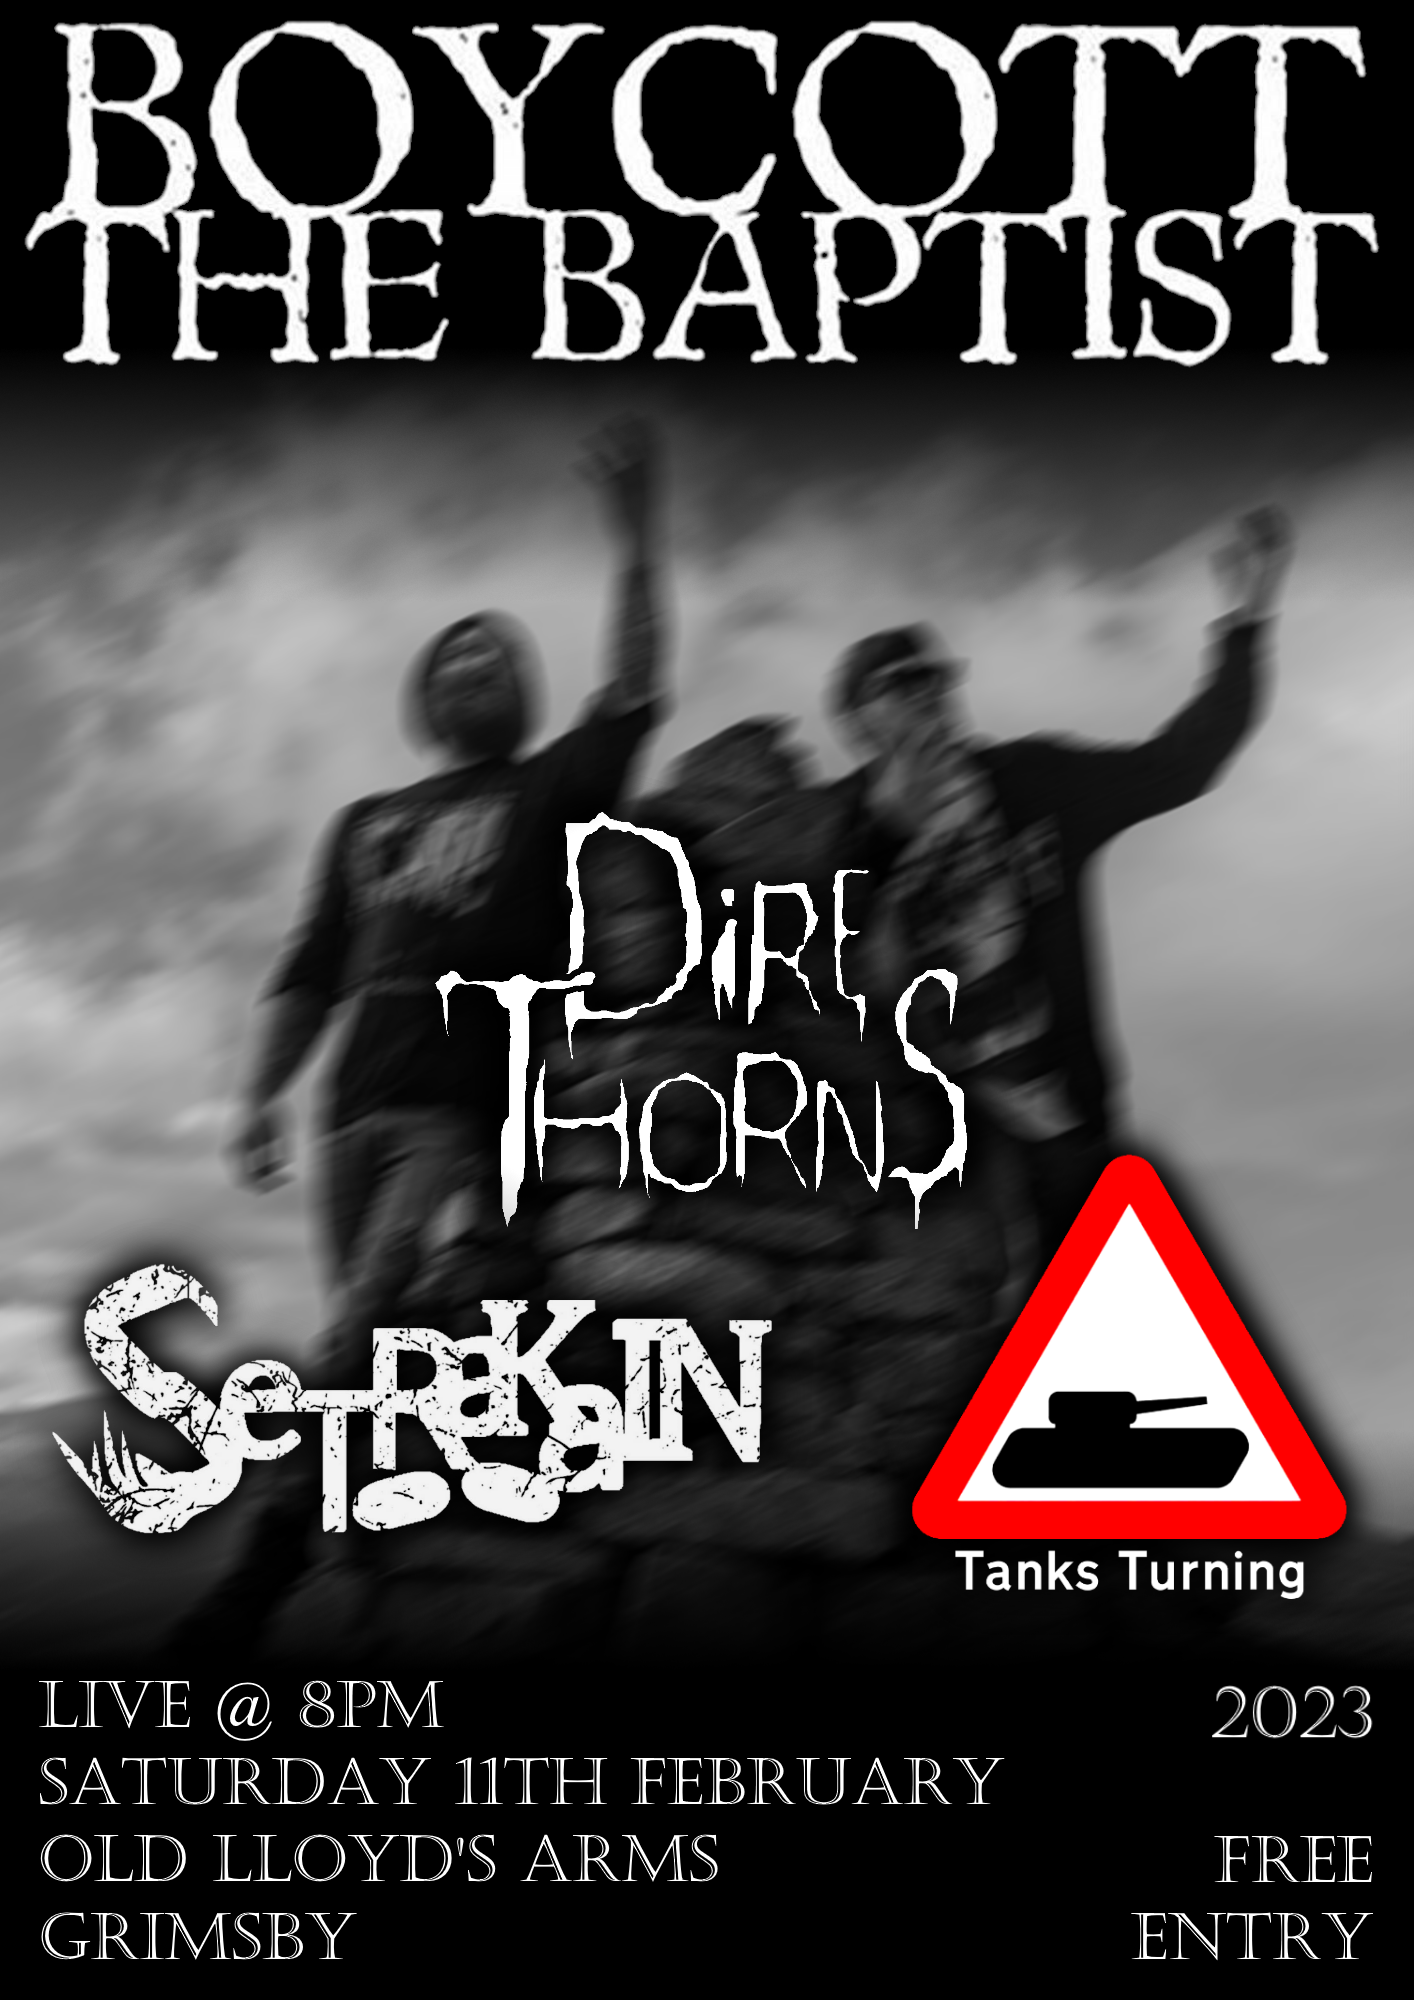 BOYCOTT
THE BAPTIST
DiRE
THORNS
Tanks Turning
LIVE @ 8PM
2023
SATURDAY 11TH FEBRUARY
OLD LLOYD'S ARMS
FREE
GRIMSBY
ENTRY